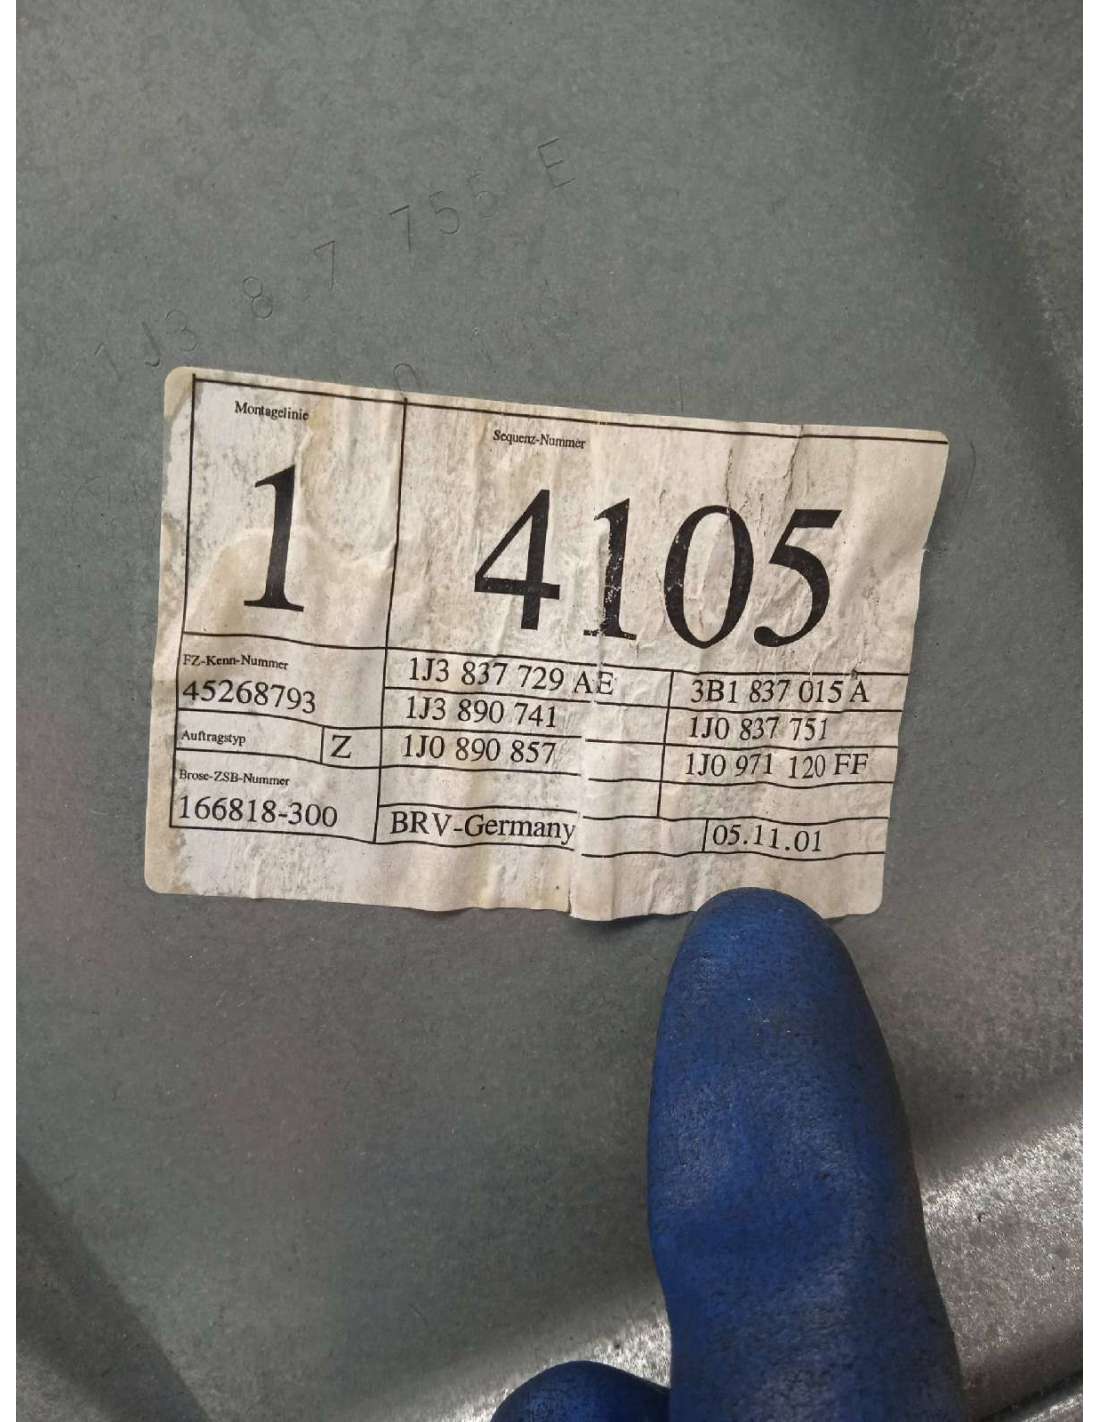 755 E
1J3 8 7
Montagelinie
Sequenz-Nummer
1
4105
FZ-Kenn-Nummer
45268793
1J3 837 729 AE
3B1 837 015 A
1J3 890 741
1J0 837 751
Auftragstyp
Z
1J0 890 857
1J0 971 120 FF
Brose-ZSB-Nummer
166818-300
BRV-Germany
05.11.01